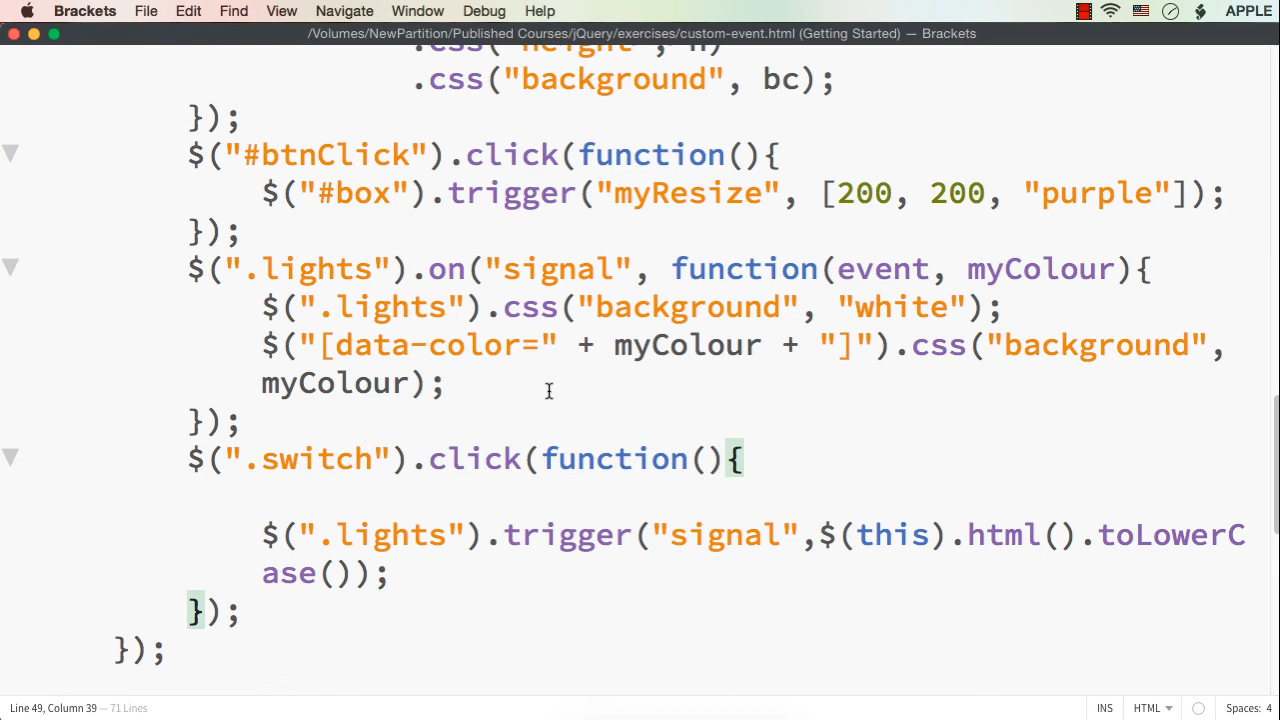 Brackets File Edit Find View Navigate Window Debug Help APPLE
/Volumes/NewPartition/Published Courses/jQuery/exercises/custom-event.html (Getting Started) — Brackets
.css("height", h)
.css("background", bc);
});
$("#btnClick").click(function(){
$("#box").trigger("myResize", [200, 200, "purple"]);
});
$(".lights").on("signal", function(event, myColour){
$(".lights").css("background", "white");
$("[data-color=" + myColour + "]").css("background",
myColour);
});
$(".switch").click(function(){
$(".lights").trigger("signal",$(this).html().toLowerC
ase());
});
});
Line 49, Column 39 — 71 Lines INS HTML Spaces: 4